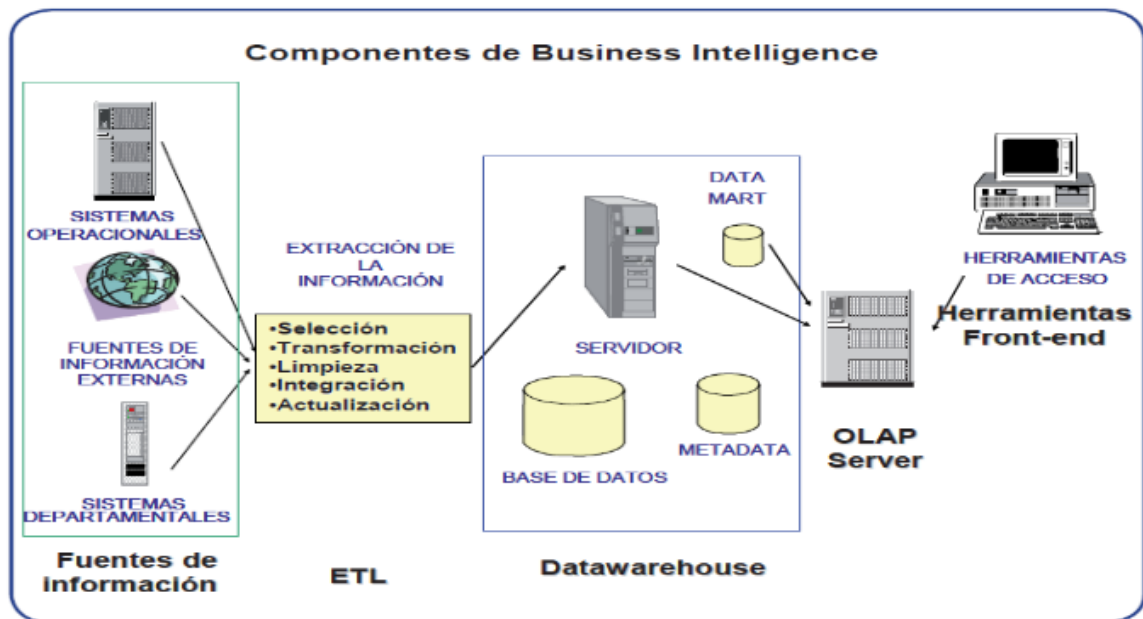 Componentes de Business Intelligence
SISTEMAS
OPERACIONALES
FUENTES DE
INFORMACIÓN
EXTERNAS
SISTEMAS
DEPARTAMENTALES
Fuentes de
información
EXTRACCIÓN DE
LA
INFORMACIÓN
•Selección
•Transformación
•Limpieza
•Integración
•Actualización
ETL
DATA
MART
SERVIDOR
BASE DE DATOS
METADATA
Datawarehouse
OLAP
Server
HERRAMIENTAS
DE ACCESO
Herramientas
Front-end